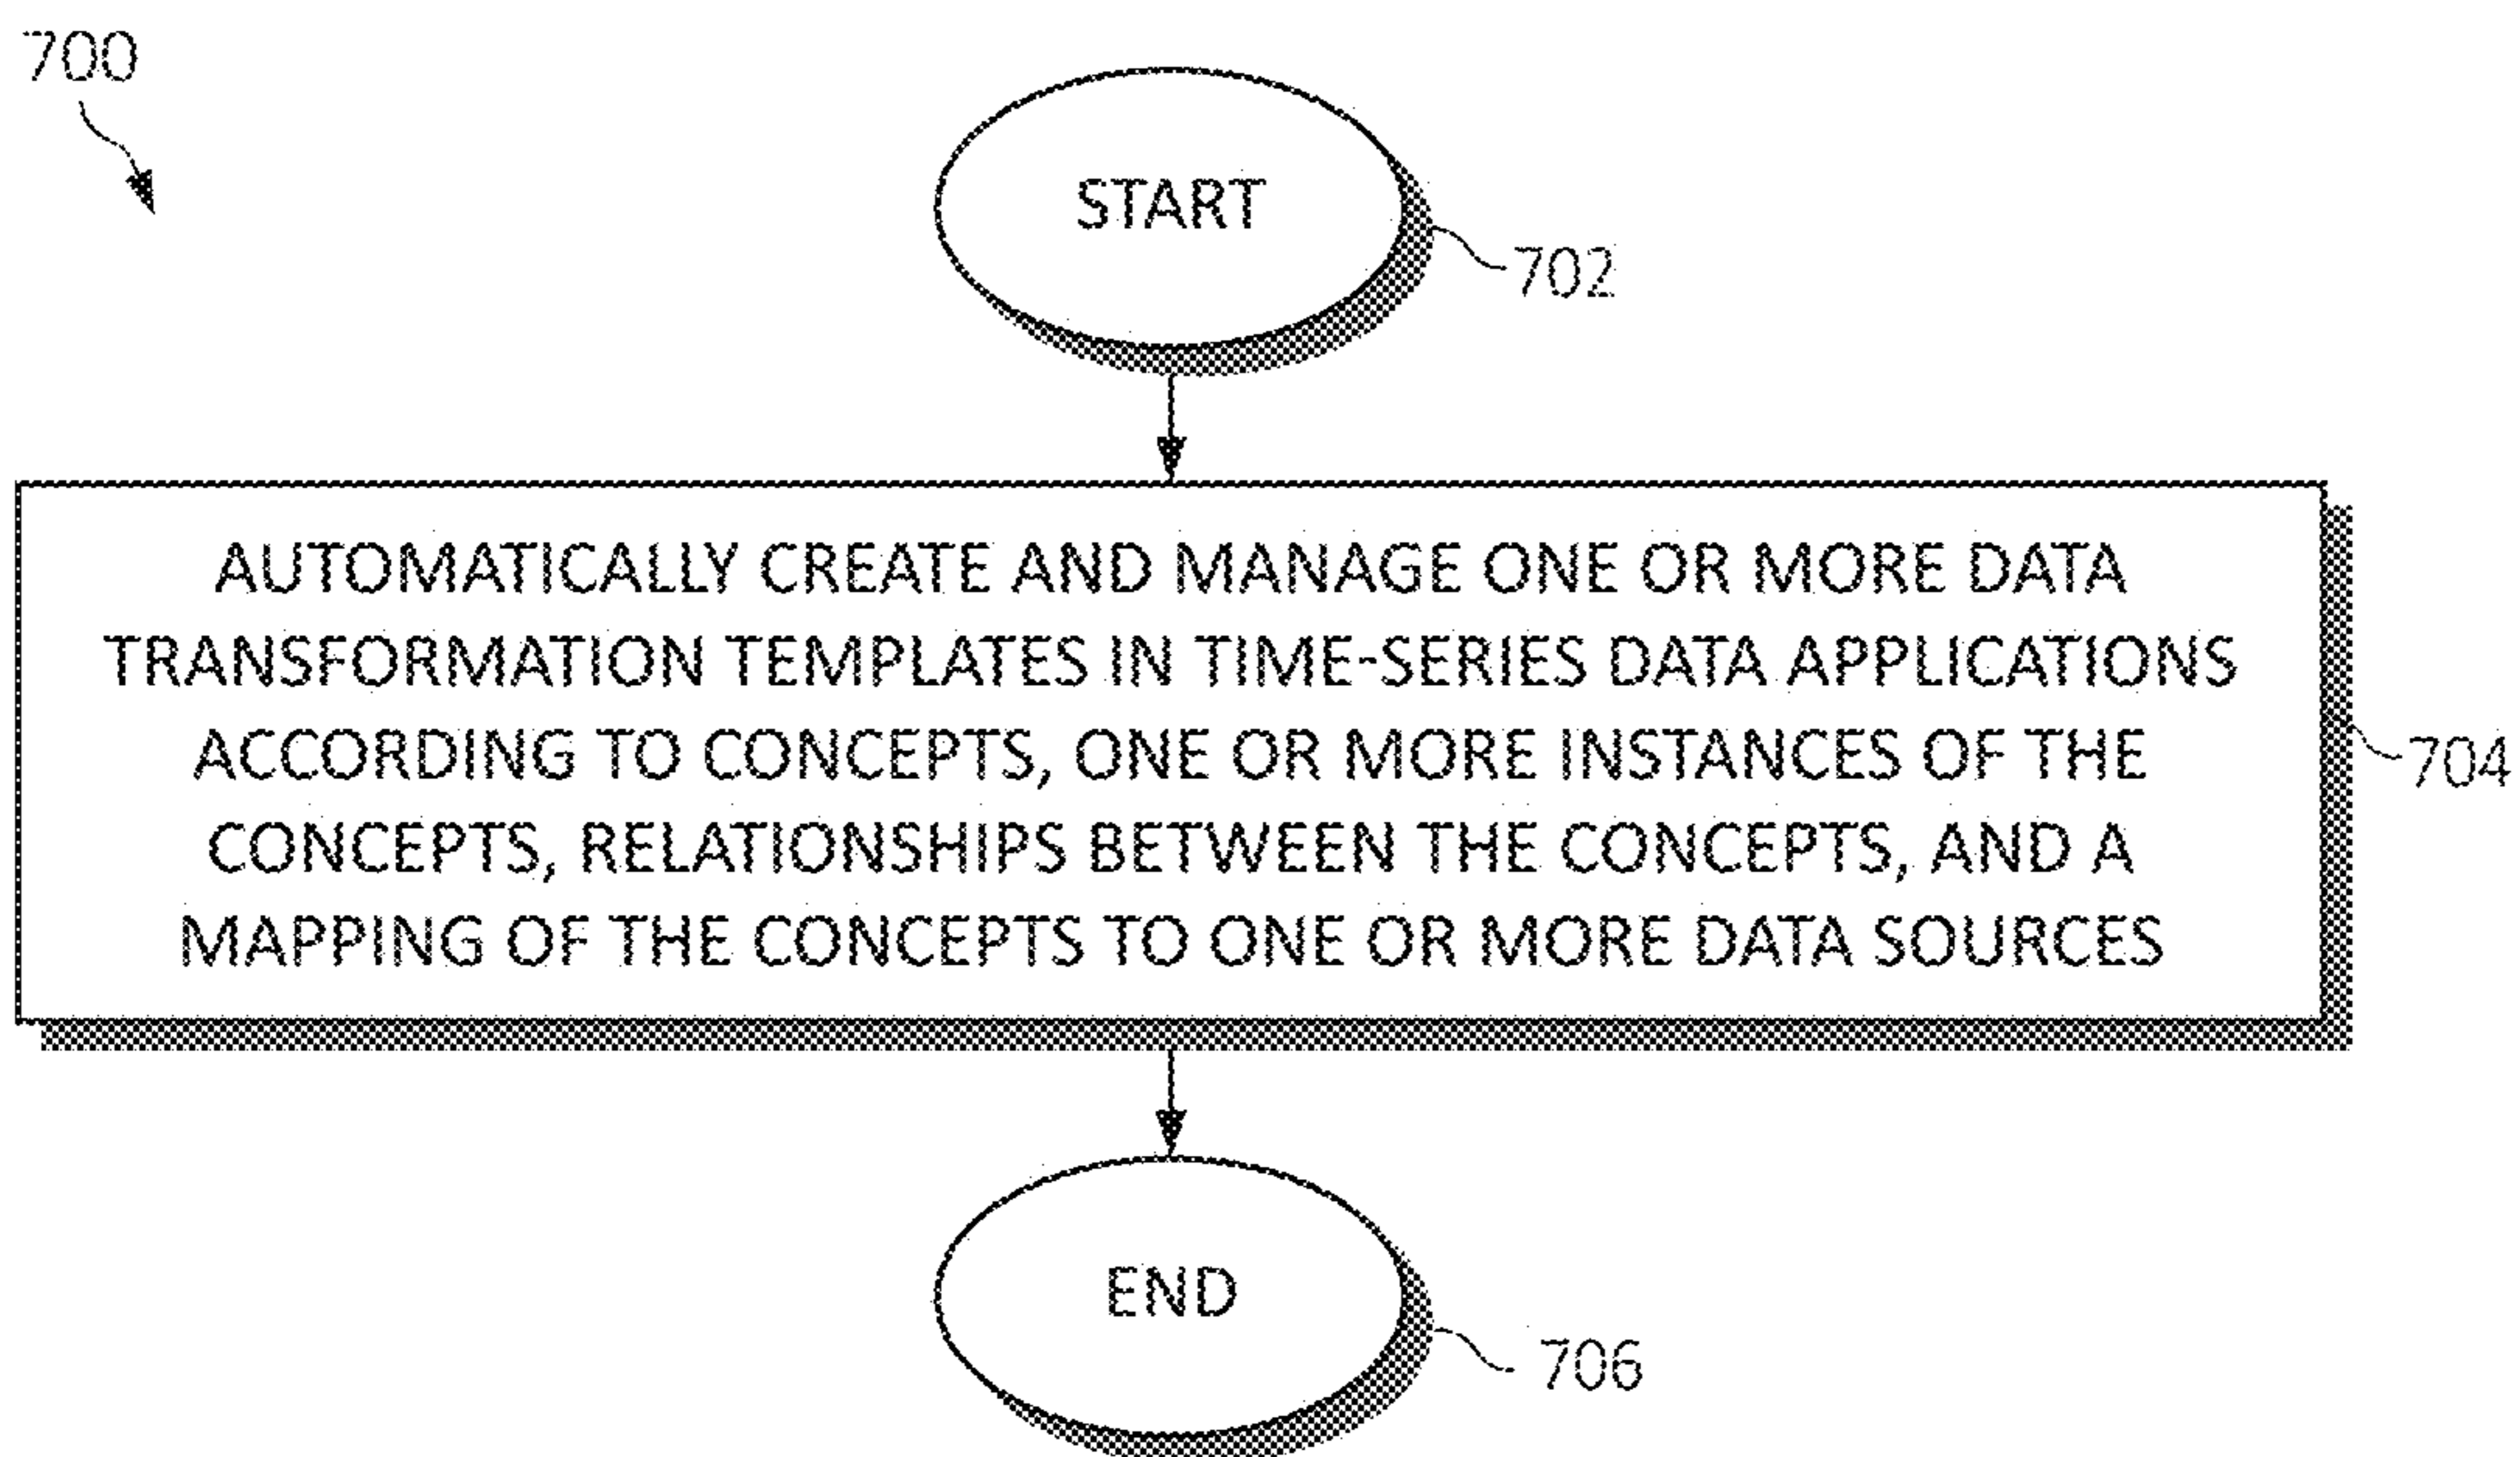 700
START
702
AUTOMATICALLY CREATE AND MANAGE ONE OR MORE DATA
TRANSFORMATION TEMPLATES IN TIME-SERIES DATA APPLICATIONS
ACCORDING TO CONCEPTS, ONE OR MORE INSTANCES OF THE
CONCEPTS, RELATIONSHIPS BETWEEN THE CONCEPTS, AND A
MAPPING OF THE CONCEPTS TO ONE OR MORE DATA SOURCES
704
END
706